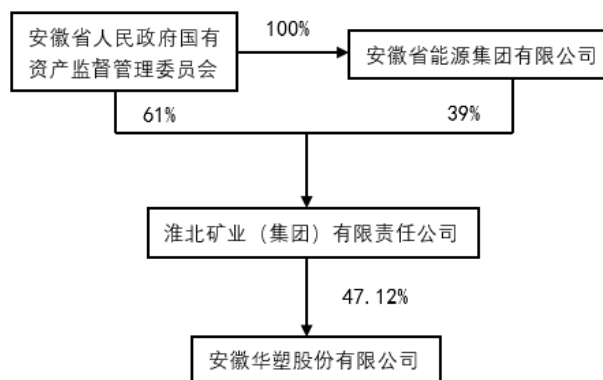 安徽省人民政府国有
资产监督管理委员会
100%
安徽省能源集团有限公司
61%
39%
淮北矿业（集团）有限责任公司
47.12%
安徽华塑股份有限公司